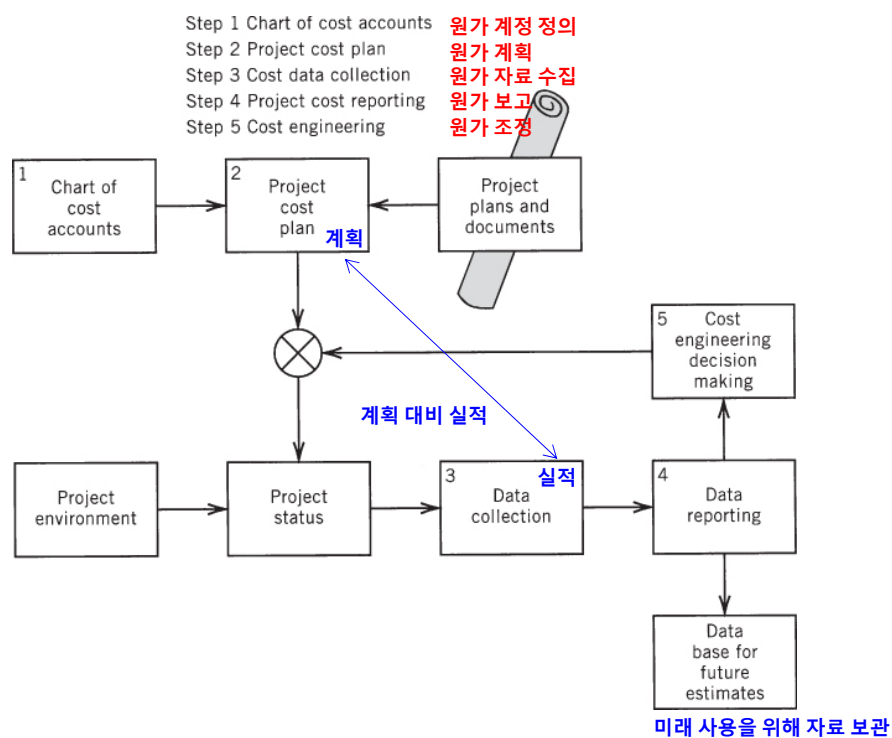 Step 1 Chart of cost accounts 원가 계정 정의
Step 2 Project cost plan 원가 계획
Step 3 Cost data collection 원가 자료 수집
Step 4 Project cost reporting 원가 보고
Step 5 Cost engineering 원가 조정
1
Chart of
cost
accounts
2
Project
cost
plan
계획
Project
plans and
documents
5
Cost
engineering
decision
making
계획 대비 실적
Project
environment
Project
status
3
실적
Data
collection
4
Data
reporting
Data
base for
future
estimates
미래 사용을 위해 자료 보관